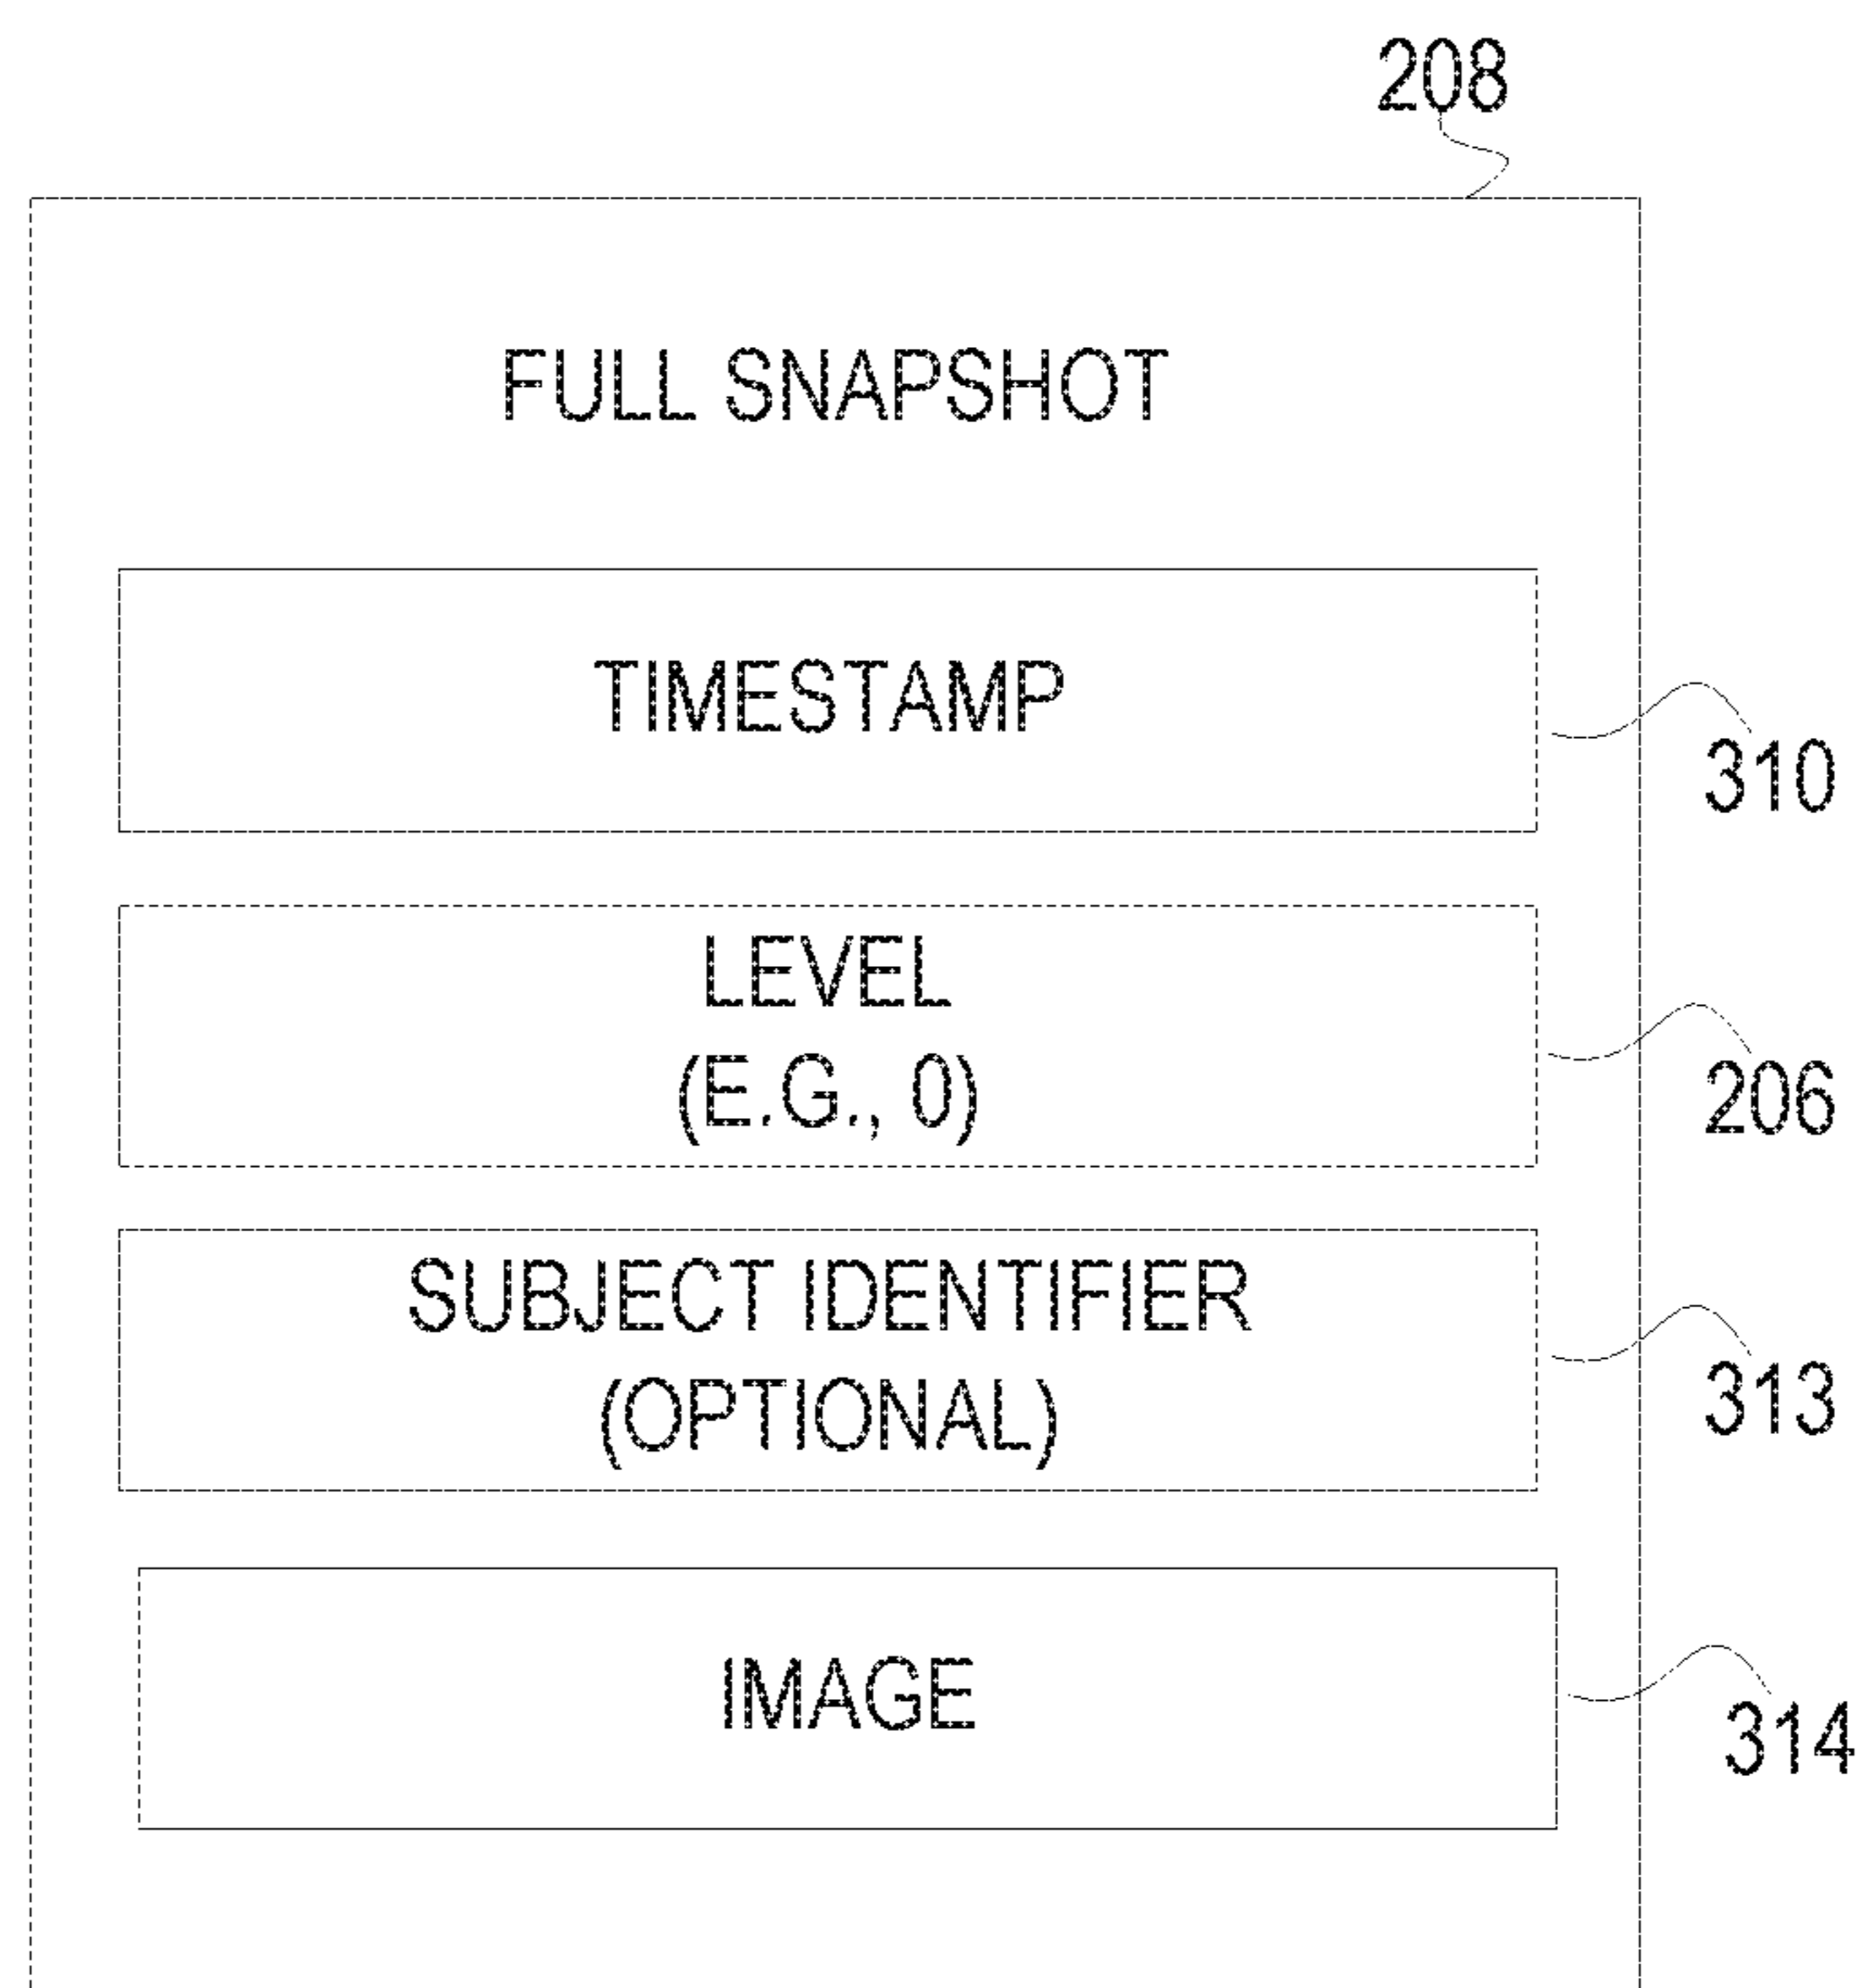 208
FULL SNAPSHOT
TIMESTAMP
310
LEVEL
(E.G., 0)
206
SUBJECT IDENTIFIER
(OPTIONAL)
313
IMAGE
314